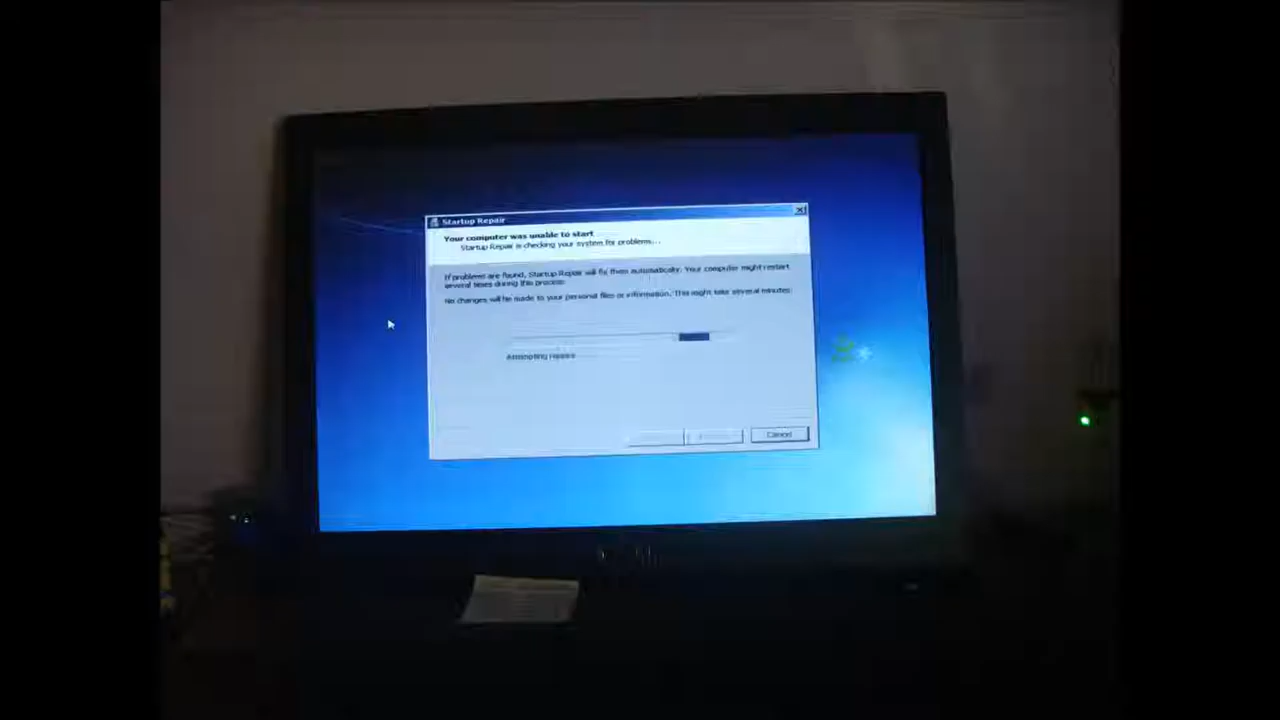 Startup Repair
Your computer was unable to start
Startup Repair is checking your system for problems...
If problems are found, Startup Repair will fix them automatically. Your computer might restart
several times during this process.
No changes will be made to your personal files or information. This might take several minutes.
Attempting repairs
Cancel